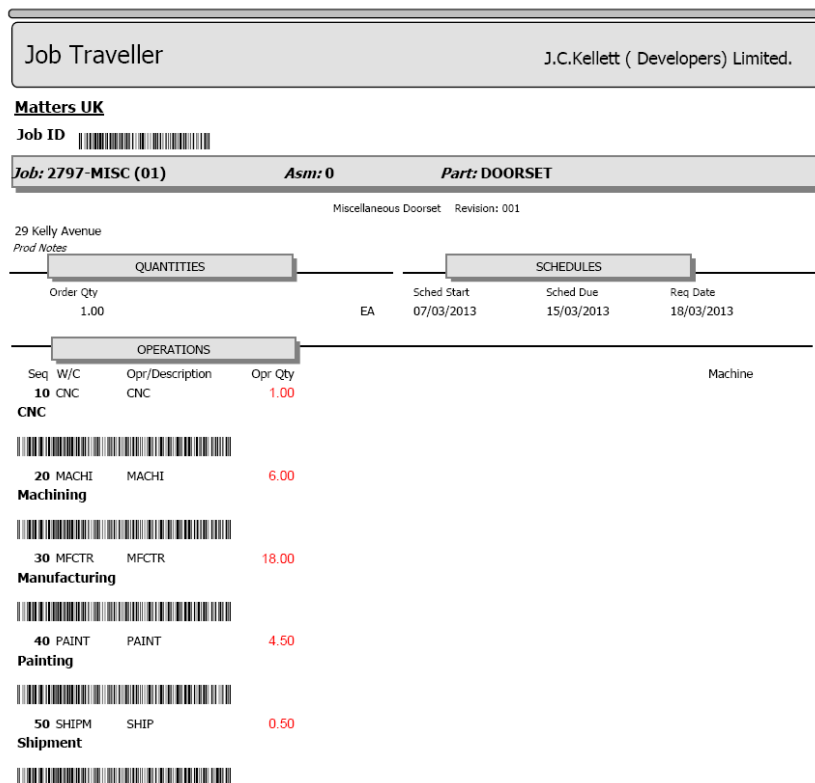 Job Traveller J.C.Kellett ( Developers) Limited.
Matters UK
Job ID
Job: 2797-MISC (01) Asm: 0 Part: DOORSET
Miscellaneous Doorset Revision: 001
29 Kelly Avenue
Prod Notes
QUANTITIES SCHEDULES
Order Qty Sched Start Sched Due Req Date
1.00 EA 07/03/2013 15/03/2013 18/03/2013
OPERATIONS
Seq W/C Opr/Description Opr Qty Machine
10 CNC CNC 1.00
CNC
20 MACHI MACHI 6.00
Machining
30 MFCTR MFCTR 18.00
Manufacturing
40 PAINT PAINT 4.50
Painting
50 SHIPM SHIP 0.50
Shipment